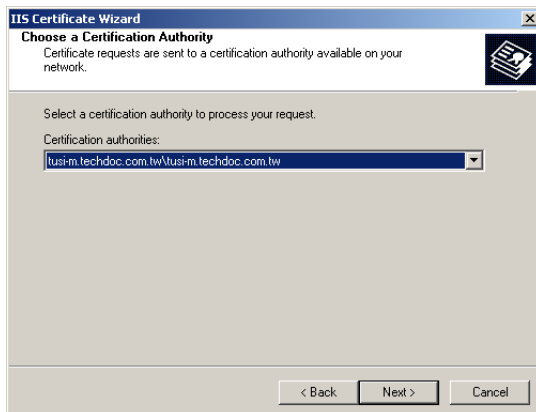 IIS Certificate Wizard
Choose a Certification Authority
Certificate requests are sent to a certification authority available on your
network.
Select a certification authority to process your request.
Certification authorities:
tusi-m.techdoc.com.tw\tusi-m.techdoc.com.tw
< Back
Next >
Cancel